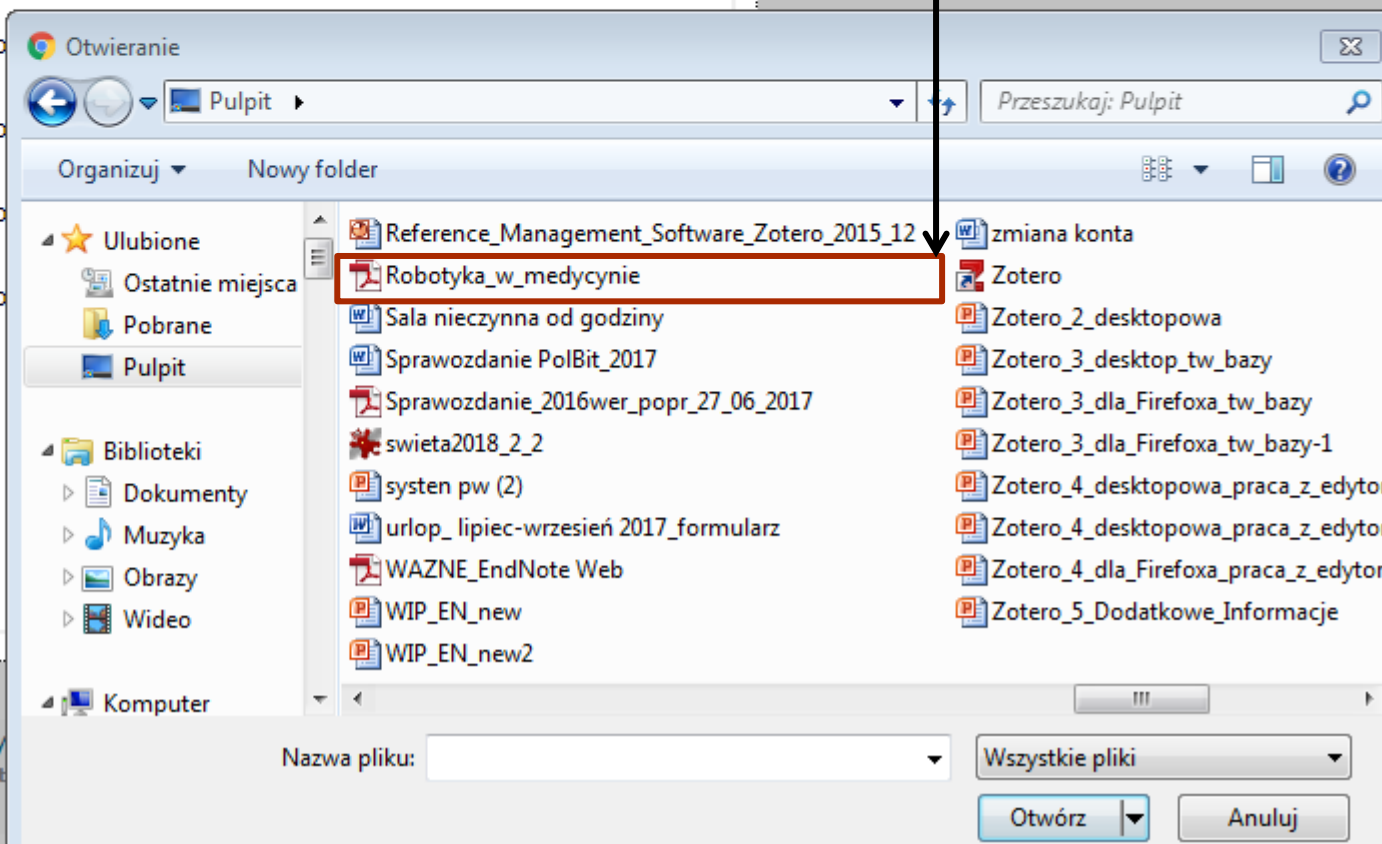 Otwieranie
Pulpit
Przeszukaj: Pulpit
Organizuj
Nowy folder
Ulubione
Ostatnie miejsca
Pobrane
Pulpit
Biblioteki
Dokumenty
Muzyka
Obrazy
Wideo
Komputer
Reference_Management_Software_Zotero_2015_12
Robotyka_w_medycynie
Sala nieczynna od godziny
Sprawozdanie PolBit_2017
Sprawozdanie_2016wer_popr_27_06_2017
swieta2018_2_2
systen pw (2)
urlop_ lipiec-wrzesień 2017_formularz
WAZNE_EndNote Web
WIP_EN_new
WIP_EN_new2
zmiana konta
Zotero
Zotero_2_desktopowa
Zotero_3_desktop_tw_bazy
Zotero_3_dla_Firefoxa_tw_bazy
Zotero_3_dla_Firefoxa_tw_bazy-1
Zotero_4_desktopowa_praca_z_edytor
Zotero_4_desktopowa_praca_z_edytor
Zotero_4_dla_Firefoxa_praca_z_edytor
Zotero_5_Dodatkowe_Informacje
Nazwa pliku:
Wszystkie pliki
Otwórz
Anuluj